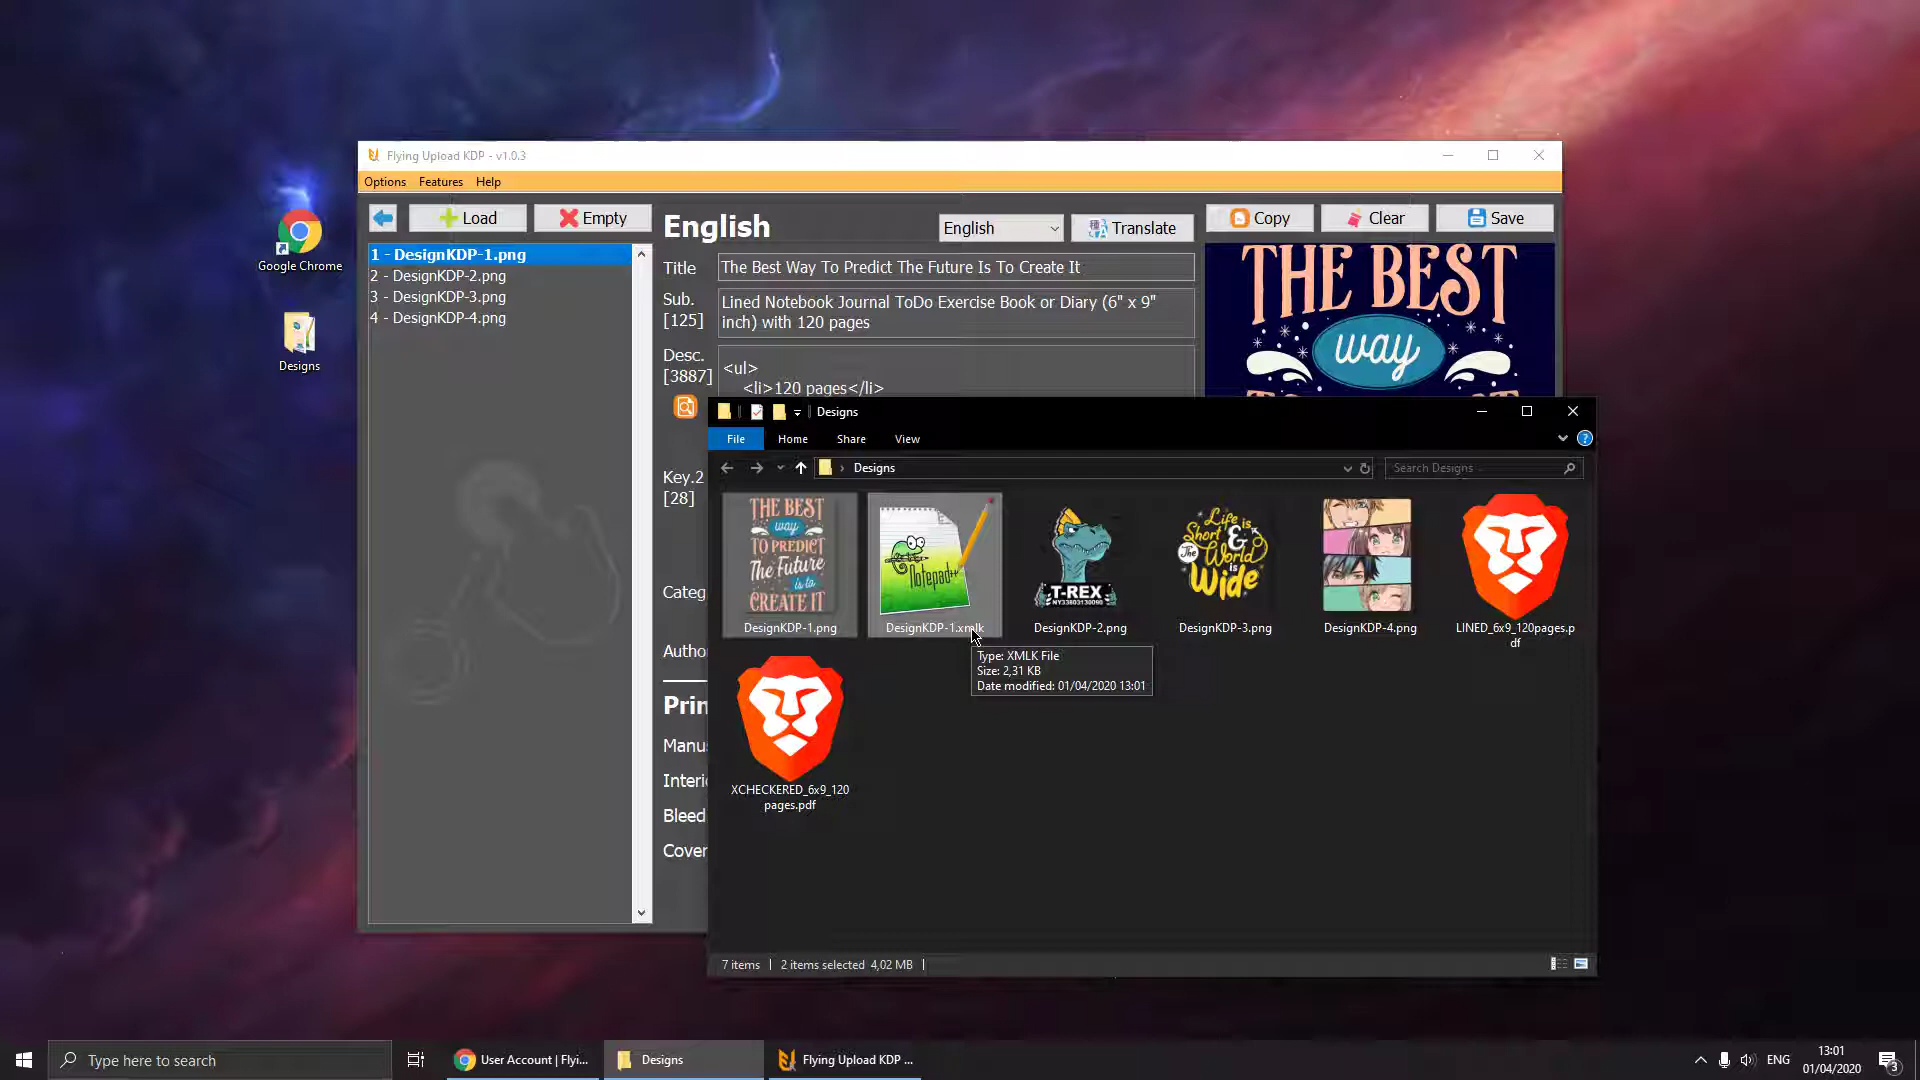 Google Chrome
Designs
Flying Upload KDP - v1.0.3
Options Features Help
Load
Empty
1 - DesignKDP-1.png
2 - DesignKDP-2.png
3 - DesignKDP-3.png
4 - DesignKDP-4.png
English
English
Translate
Copy
Clear
Save
Title
The Best Way To Predict The Future Is To Create It
Sub.
[125]
Lined Notebook Journal ToDo Exercise Book or Diary (6" x 9"
inch) with 120 pages
Desc.
[3887]
<ul>
<li>120 pages</li>
THE BEST
way
Key.2
[28]
Categ
Autho
Prin
Manus
Interio
Bleed
Cover
Designs
File Home Share View
Designs
Search Designs
THE BEST
way
TO PREDICT
The Future
is to
CREATE IT
DesignKDP-1.png
Notepad++
DesignKDP-1.xmlk
T-REX
NY33803130090
DesignKDP-2.png
Life is
Short &
The World
is
Wide
DesignKDP-3.png
DesignKDP-4.png
LINED_6x9_120pages.p
df
Type: XMLK File
Size: 2,31 KB
Date modified: 01/04/2020 13:01
XCHECKERED_6x9_120
pages.pdf
7 items
2 items selected 4,02 MB
Type here to search
User Account | Flyi...
Designs
Flying Upload KDP ...
ENG
13:01
01/04/2020
3